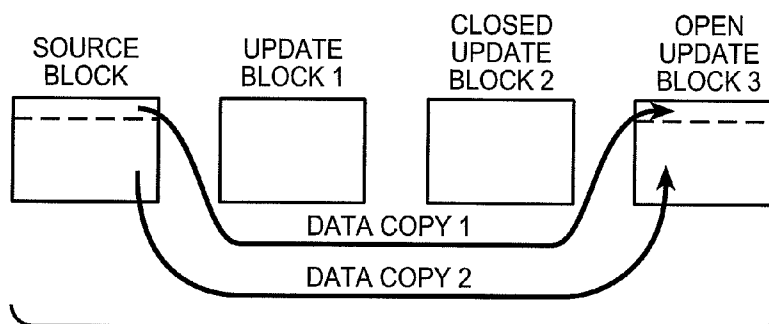 SOURCE
BLOCK
UPDATE
BLOCK 1
CLOSED
UPDATE
BLOCK 2
OPEN
UPDATE
BLOCK 3
DATA COPY 1
DATA COPY 2